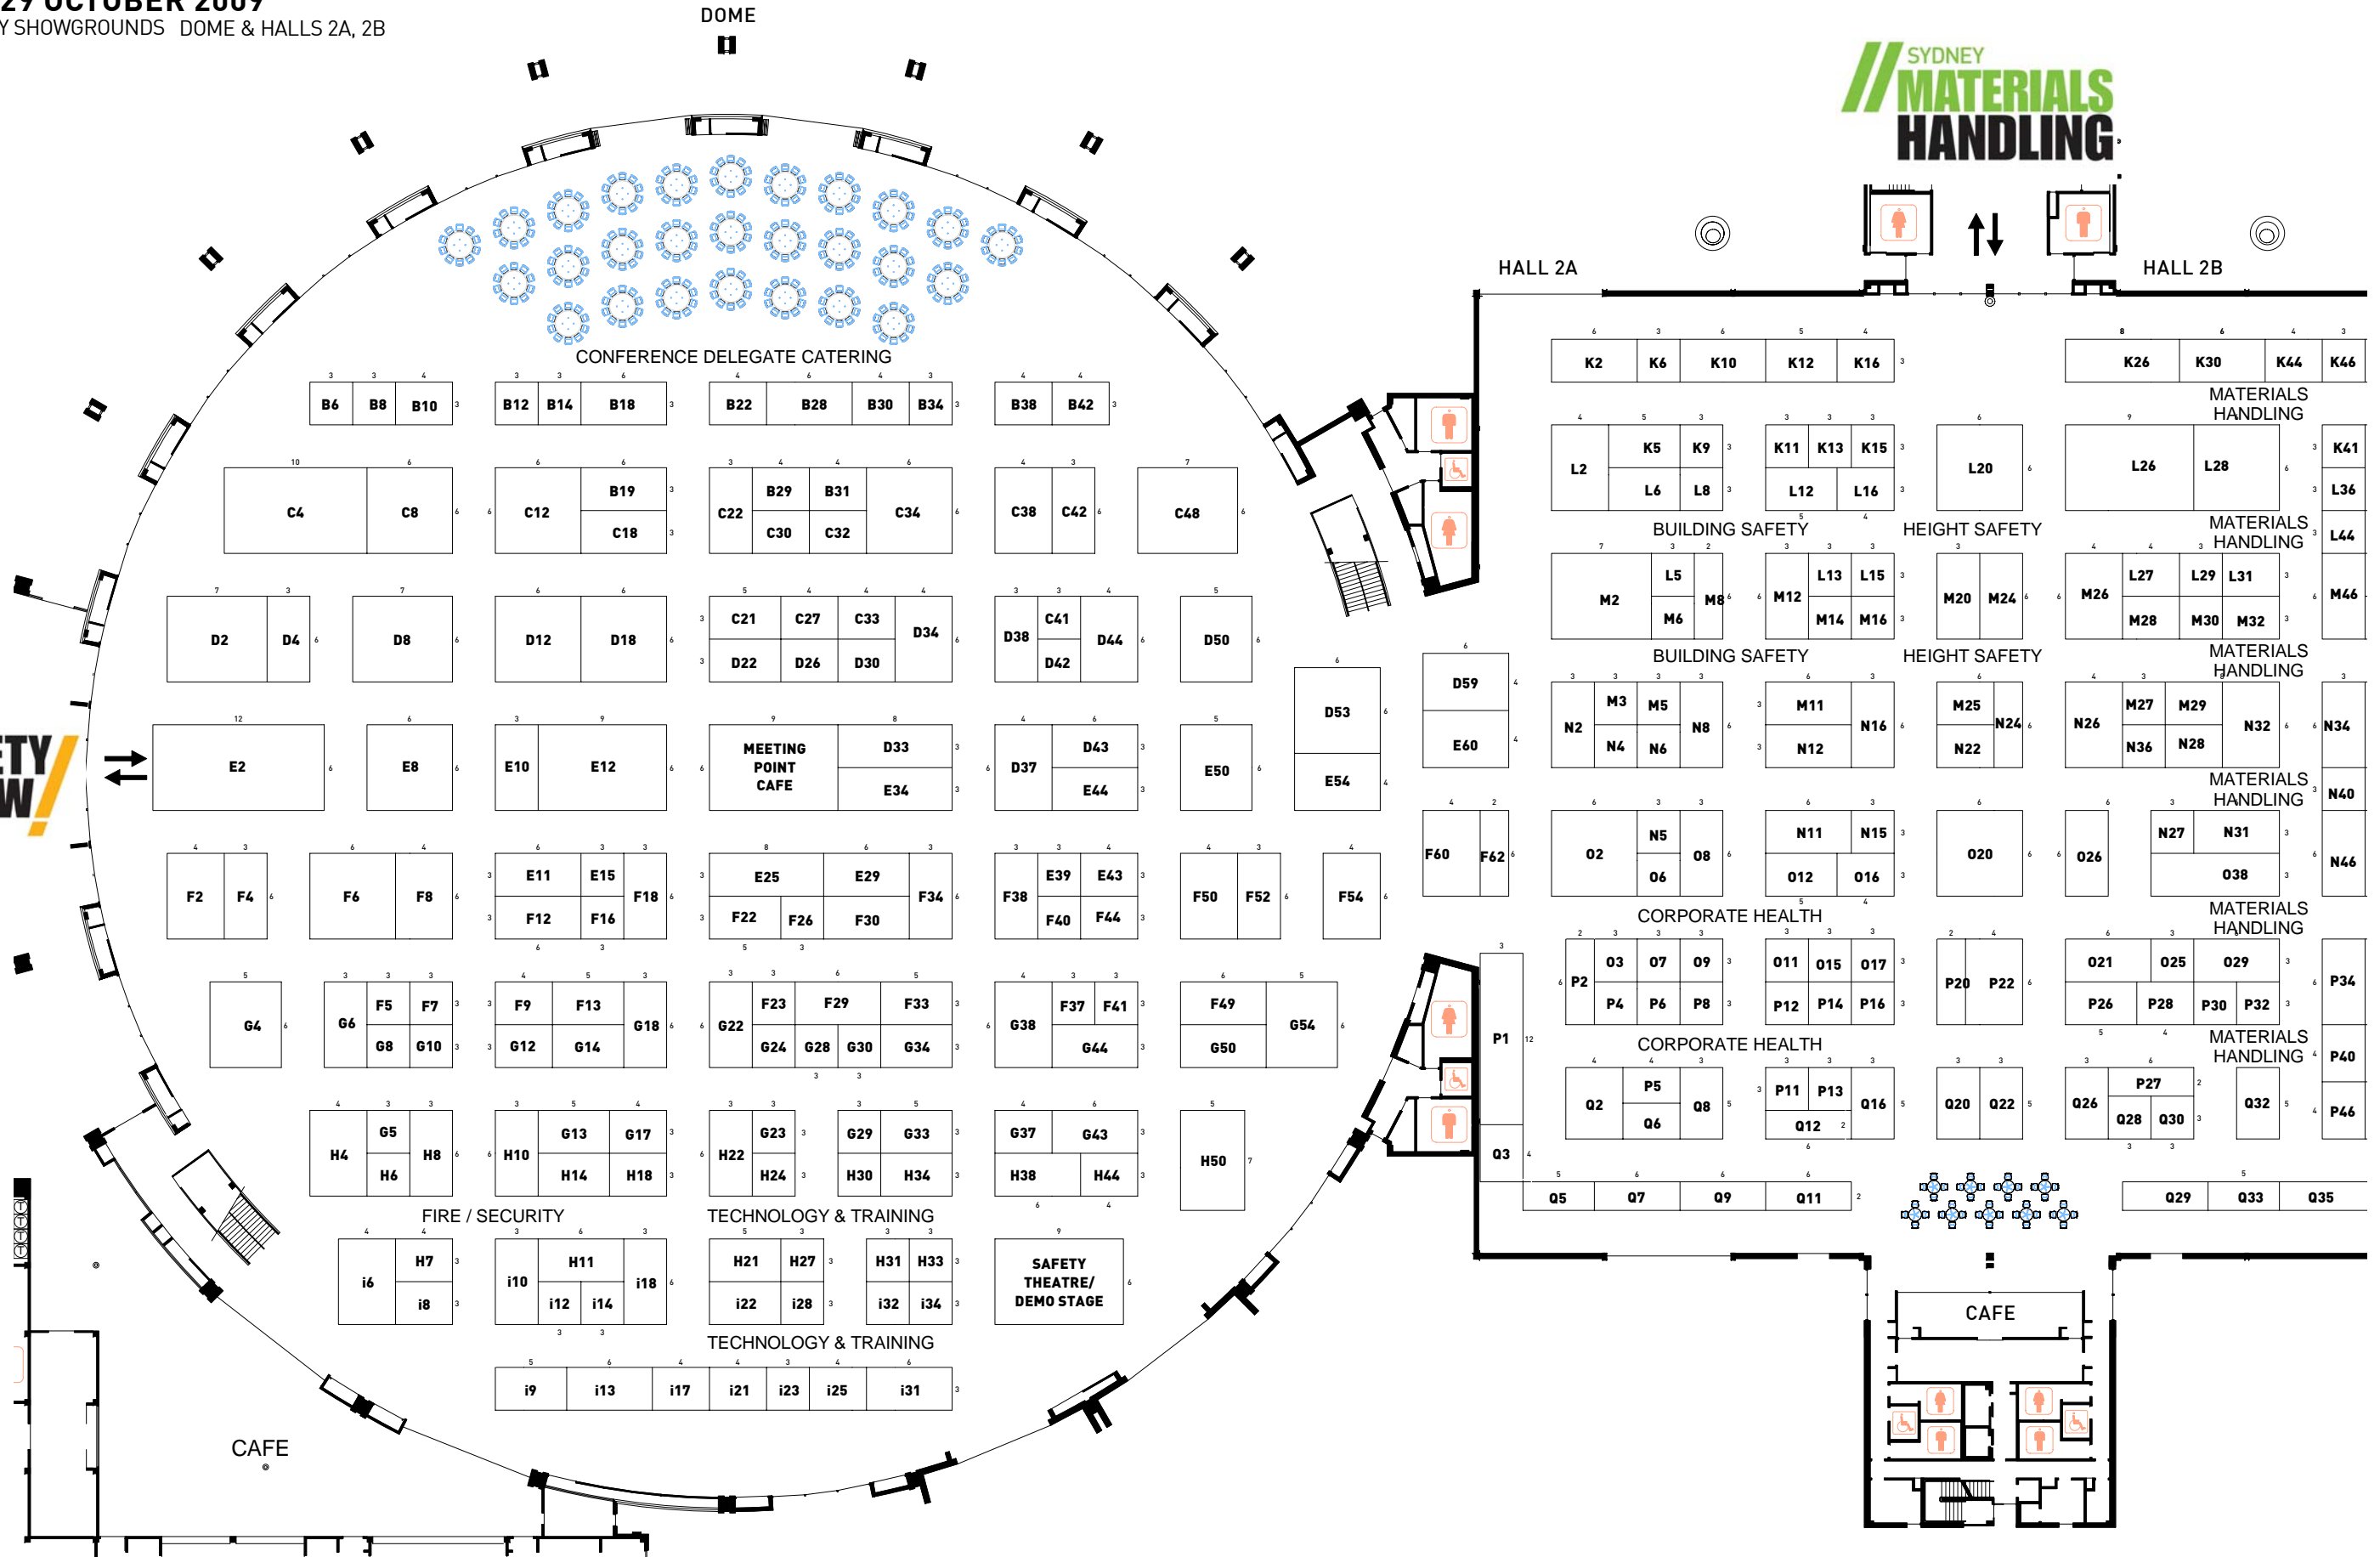 29 OCTOBER 2009
Y SHOWGROUNDS DOME & HALLS 2A, 2B
DOME
SYDNEY
MATERIALS
HANDLING
HALL 2A
HALL 2B
CONFERENCE DELEGATE CATERING
B6 B8 B10 B12 B14 B18 B22 B28 B30 B34 B38 B42
K2 K6 K10 K12 K16 K26 K30 K44 K46
MATERIALS
HANDLING
B19 B29 B31
C4 C8 C12 C18 C22 C30 C32 C34 C38 C42 C48
K5 K9 K11 K13 K15 K41
L2 L6 L8 L12 L16 L20 L26 L28 L36
BUILDING SAFETY
HEIGHT SAFETY
MATERIALS
HANDLING
L44
C21 C27 C33 C41
D2 D4 D8 D12 D18 D22 D26 D30 D34 D38 D42 D44 D50
L5 L13 L15 L27 L29 L31
M2 M6 M8 M12 M14 M16 M20 M24 M26 M28 M30 M32 M46
BUILDING SAFETY
HEIGHT SAFETY
MATERIALS
HANDLING
D53 D59
ETY
W!
E2 E8 E10 E12
MEETING
POINT
CAFE
D33 D37 D43
E34 E44 E50 E54 E60
M3 M5 M11 M25 M27 M29
N2 N4 N6 N8 N12 N16 N22 N24 N26 N36 N28 N32 N34
MATERIALS
HANDLING
N40
E11 E15 E25 E29 E39 E43
F2 F4 F6 F8 F12 F16 F18 F22 F26 F30 F34 F38 F40 F44 F50 F52 F54 F60 F62
N5 N11 N15 N27 N31 N46
O2 O6 O8 O12 O16 O20 O26 O38
CORPORATE HEALTH
MATERIALS
HANDLING
F5 F7 F9 F13 F23 F29 F33 F37 F41 F49
G4 G6 G8 G10 G12 G14 G18 G22 G24 G28 G30 G34 G38 G44 G50 G54
O3 O7 O9 O11 O15 O17 O21 O25 O29
P1 P2 P4 P6 P8 P12 P14 P16 P20 P22 P26 P28 P30 P32 P34
CORPORATE HEALTH
MATERIALS
HANDLING
P40
G5 G13 G17 G23 G29 G33 G37 G43
H4 H6 H8 H10 H14 H18 H22 H24 H30 H34 H38 H44 H50
P5 P11 P13 P27 P46
Q2 Q6 Q8 Q12 Q16 Q20 Q22 Q26 Q28 Q30 Q32
Q3
Q5 Q7 Q9 Q11 Q29 Q33 Q35
FIRE / SECURITY
TECHNOLOGY & TRAINING
H7 H11 H21 H27 H31 H33
i6 i8 i10 i12 i14 i18 i22 i28 i32 i34
SAFETY
THEATRE/
DEMO STAGE
TECHNOLOGY & TRAINING
i9 i13 i17 i21 i23 i25 i31
CAFE
CAFE